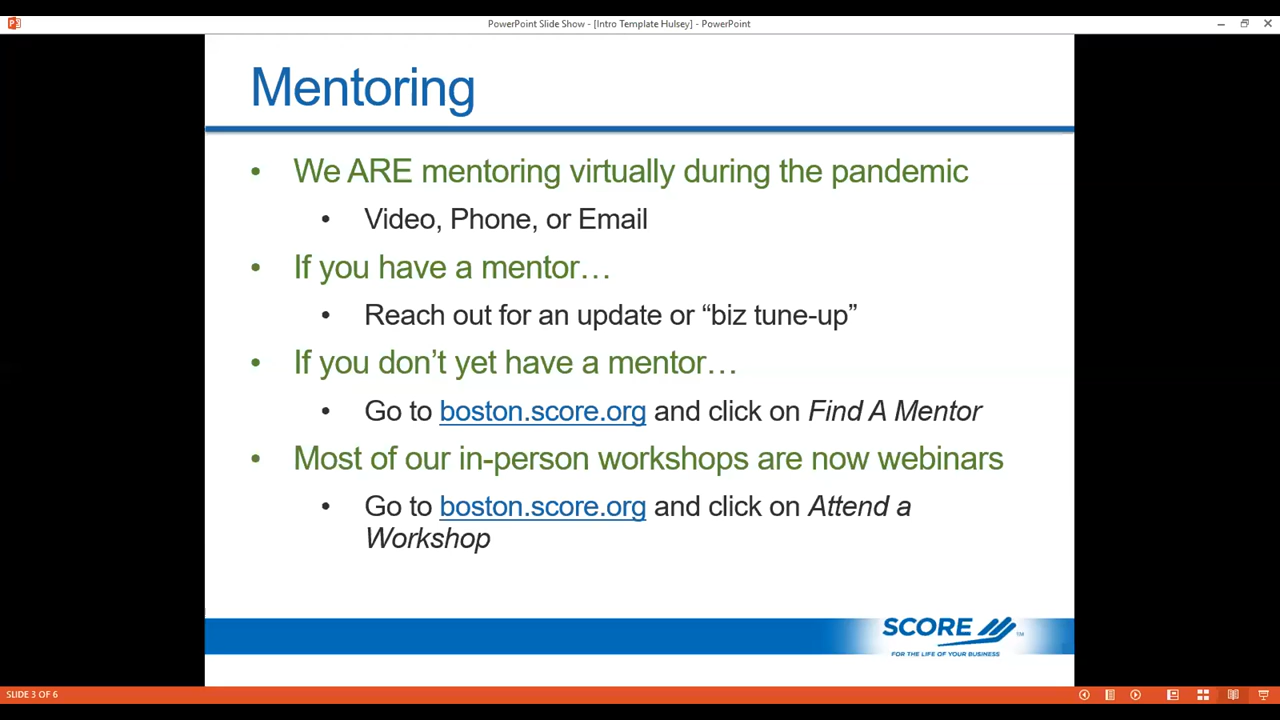 PowerPoint Slide Show - [Intro Template Hulsey] - PowerPoint
Mentoring
• We ARE mentoring virtually during the pandemic
• Video, Phone, or Email
• If you have a mentor…
• Reach out for an update or “biz tune-up”
• If you don’t yet have a mentor…
• Go to boston.score.org and click on Find A Mentor
• Most of our in-person workshops are now webinars
• Go to boston.score.org and click on Attend a
Workshop
SCORE ™
FOR THE LIFE OF YOUR BUSINESS
SLIDE 3 OF 6